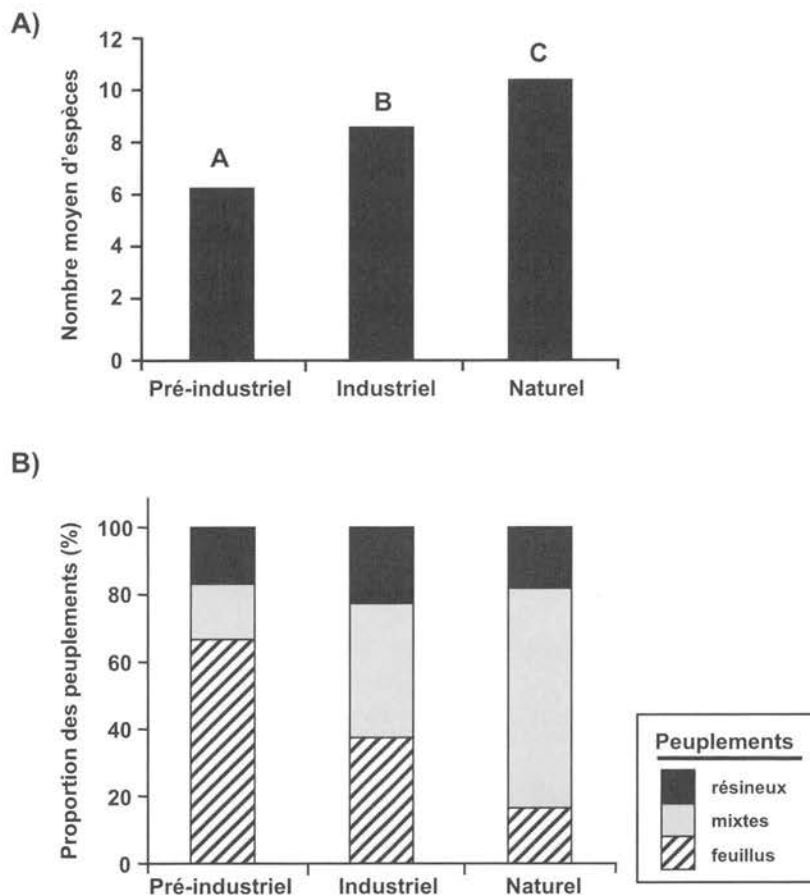 A)
Nombre moyen d'espèces
12
10
8
6
4
2
0
A
B
C
Pré-industriel Industriel Naturel
B)
Proportion des peuplements (%)
100
80
60
40
20
0
Pré-industriel Industriel Naturel
Peuplements
résineux
mixtes
feuillus